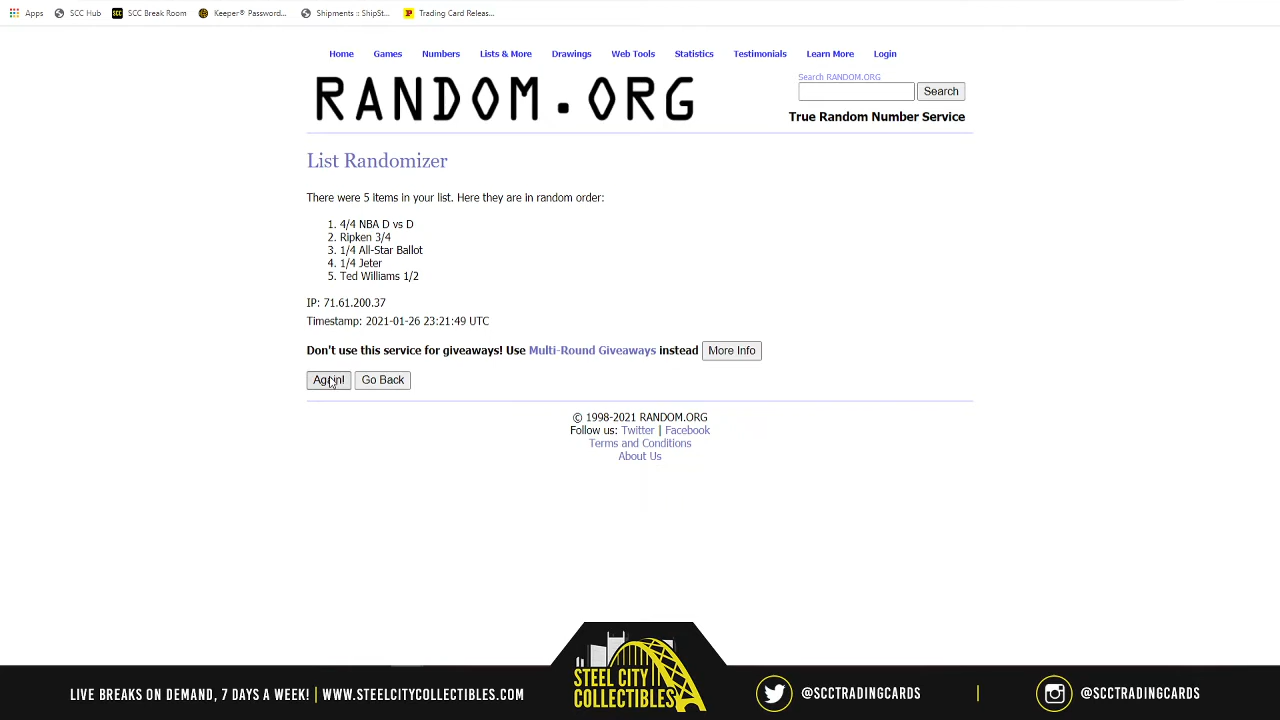 Apps SCC Hub SCC SCC Break Room Keeper® Password... Shipments :: ShipSt... Trading Card Releas...
Home Games Numbers Lists & More Drawings Web Tools Statistics Testimonials Learn More Login
RANDOM.ORG
Search RANDOM.ORG
Search
True Random Number Service
List Randomizer
There were 5 items in your list. Here they are in random order:
1. 4/4 NBA D vs D
2. Ripken 3/4
3. 1/4 All-Star Ballot
4. 1/4 Jeter
5. Ted Williams 1/2
IP: 71.61.200.37
Timestamp: 2021-01-26 23:21:49 UTC
Don't use this service for giveaways! Use Multi-Round Giveaways instead More Info
Again! Go Back
© 1998-2021 RANDOM.ORG
Follow us: Twitter | Facebook
Terms and Conditions
About Us
LIVE BREAKS ON DEMAND, 7 DAYS A WEEK! | WWW.STEELCITYCOLLECTIBLES.COM
STEEL CITY
COLLECTIBLES
@SCCTRADINGCARDS | @SCCTRADINGCARDS